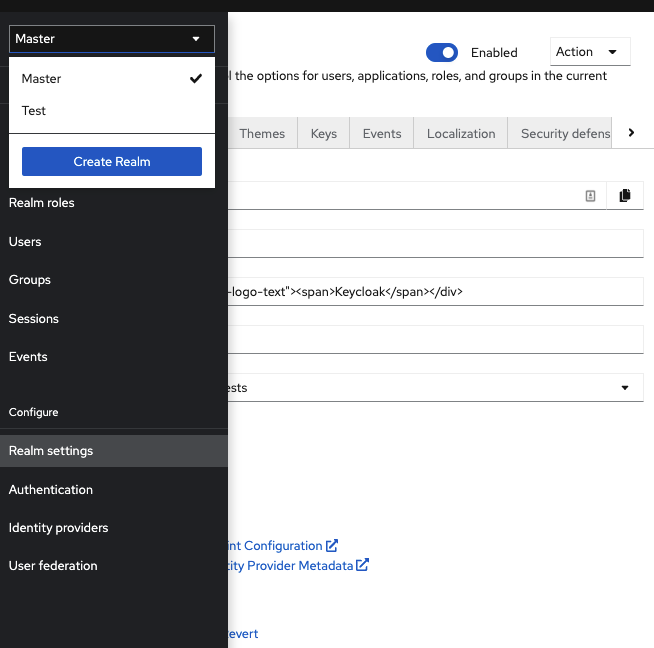 Master
Master
Test
Create Realm
Realm roles
Users
Groups
Sessions
Events
Configure
Realm settings
Authentication
Identity providers
User federation
Enabled
Action
the options for users, applications, roles, and groups in the current
Themes
Keys
Events
Localization
Security defens
-logo-text"><span>Keycloak</span></div>
ests
int Configuration
tity Provider Metadata
evert